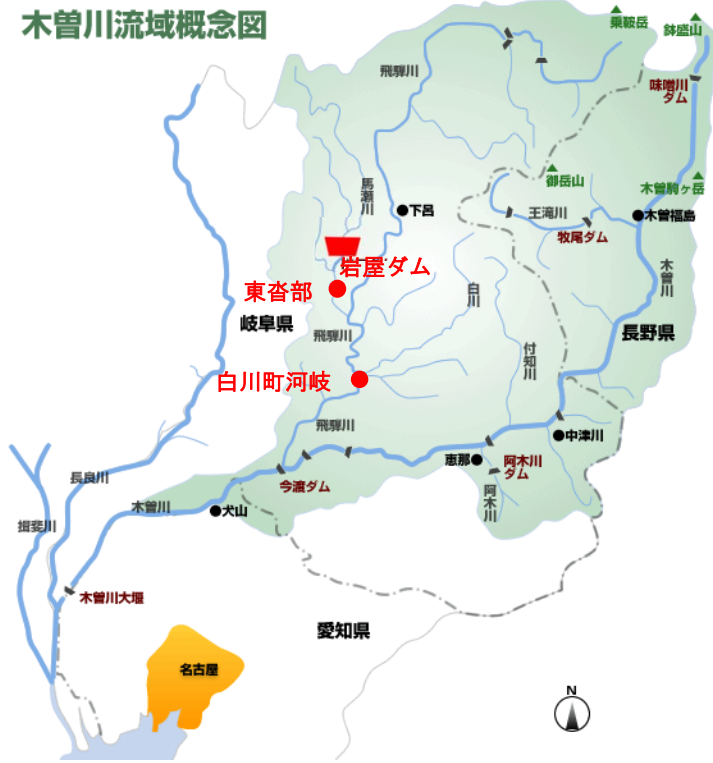 木曽川流域概念図
乗鞍岳
鉢盛山
飛騨川
味噌川
ダム
馬瀬川
御岳山
木曽駒ヶ岳
下呂
王滝川
木曽福島
牧尾ダム
岩屋ダム
木曽川
東沓部
白川
岐阜県
飛騨川
長野県
付知川
白川町河岐
飛騨川
中津川
恵那
阿木川
ダム
長良川
今渡ダム
阿木川
木曽川
犬山
揖斐川
木曽川大堰
愛知県
名古屋
N